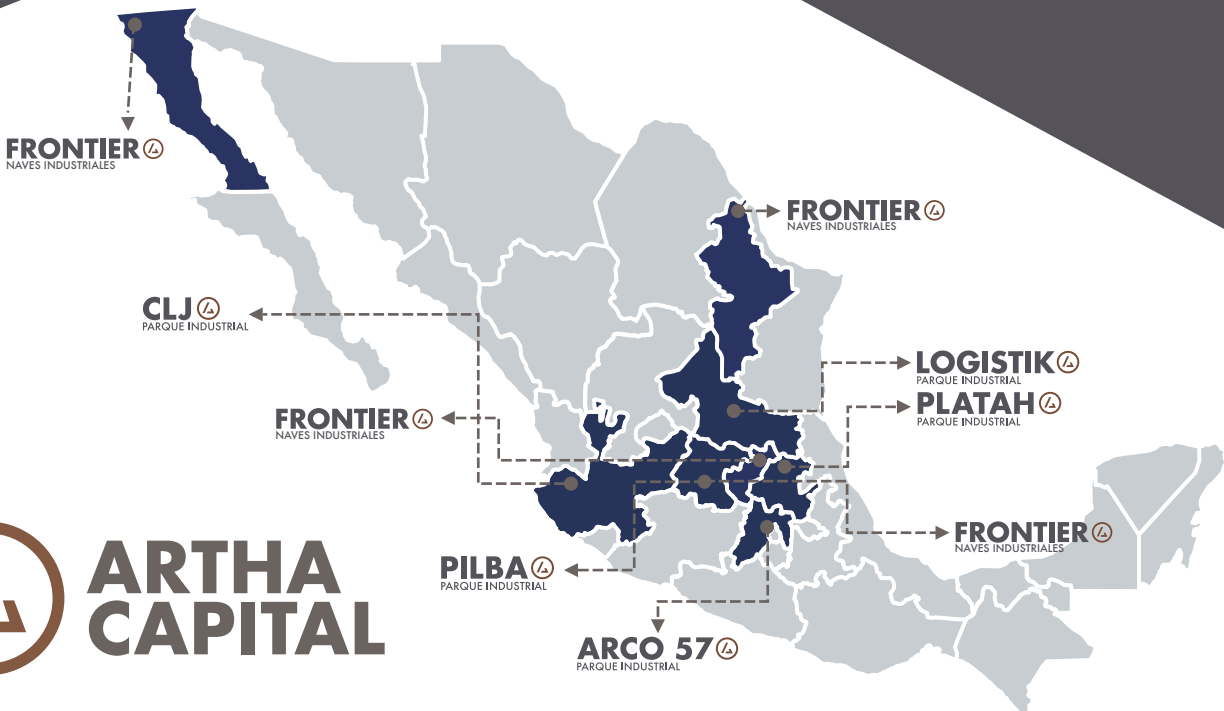 FRONTIER
NAVES INDUSTRIALES
FRONTIER
NAVES INDUSTRIALES
CLJ
PARQUE INDUSTRIAL
LOGISTIK
PARQUE INDUSTRIAL
PLATAH
PARQUE INDUSTRIAL
FRONTIER
NAVES INDUSTRIALES
FRONTIER
NAVES INDUSTRIALES
PILBA
PARQUE INDUSTRIAL
ARTHA
CAPITAL
ARCO 57
PARQUE INDUSTRIAL